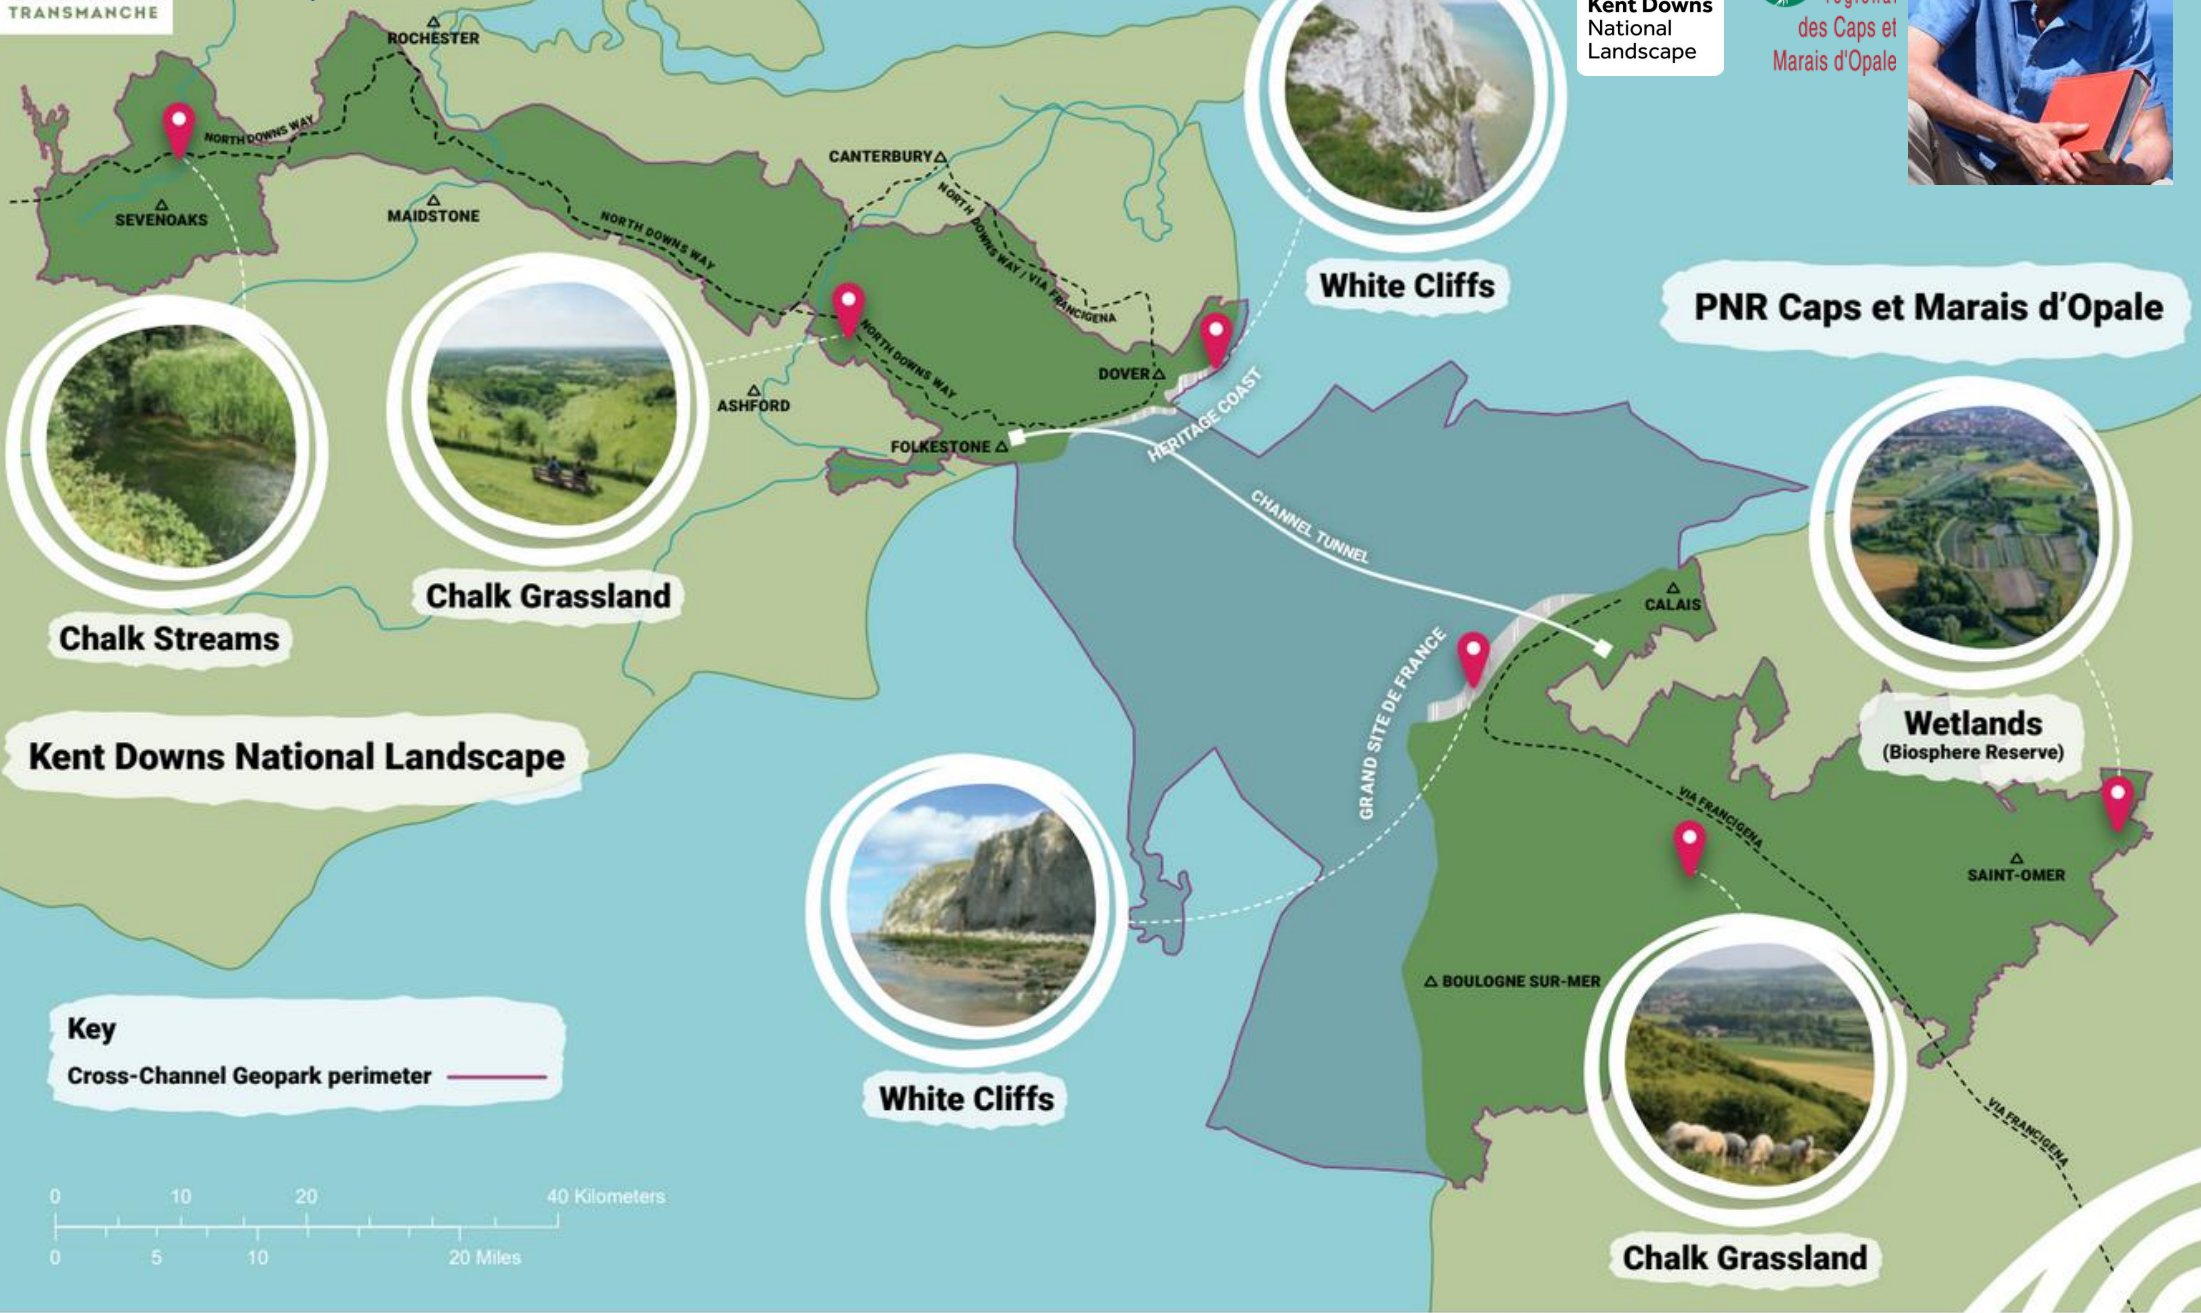 TRANSMANCHE
ROCHESTER
Kent Downs
National
Landscape
régional
des Caps et
Marais d'Opale
NORTH DOWNS WAY
CANTERBURY
SEVENOAKS
MAIDSTONE
NORTH DOWNS WAY
NORTH DOWNS WAY / VIA FRANCIGENA
White Cliffs
PNR Caps et Marais d’Opale
NORTH DOWNS WAY
DOVER
ASHFORD
FOLKESTONE
HERITAGE COAST
CHANNEL TUNNEL
Chalk Grassland
CALAIS
Chalk Streams
GRAND SITE DE FRANCE
Wetlands
(Biosphere Reserve)
Kent Downs National Landscape
VIA FRANCIGENA
SAINT-OMER
BOULOGNE SUR-MER
Key
Cross-Channel Geopark perimeter
White Cliffs
VIA FRANCIGENA
0 10 20 40 Kilometers
0 5 10 20 Miles
Chalk Grassland